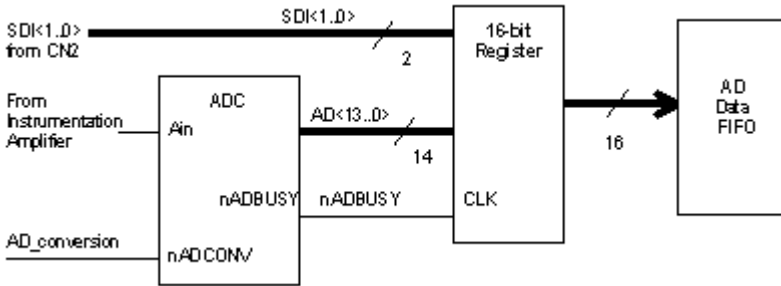 SDI<1..0>
from CN2
SDI<1..0>
2
16-bit
Register
From
Instrumentation
Amplifier
ADC
Ain
AD<13..0>
14
16
AD
Data
FIFO
nADBUSY
nADBUSY
CLK
AD_conversion
nADCONV